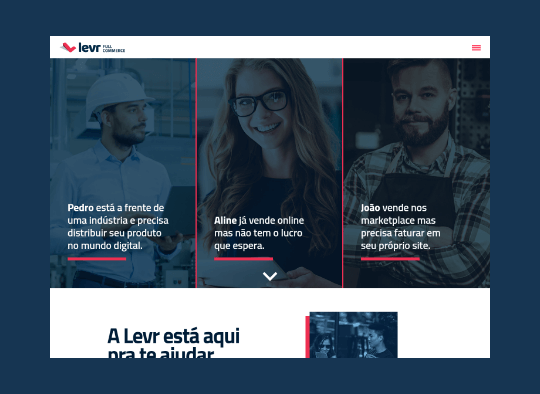 levr FULL COMMERCE
Pedro está a frente de
uma indústria e precisa
distribuir seu produto
no mundo digital.
Aline já vende online
mas não tem o lucro
que espera.
João vende nos
marketplace mas
precisa faturar em
seu próprio site.
A Levr está aqui
pra te ajudar